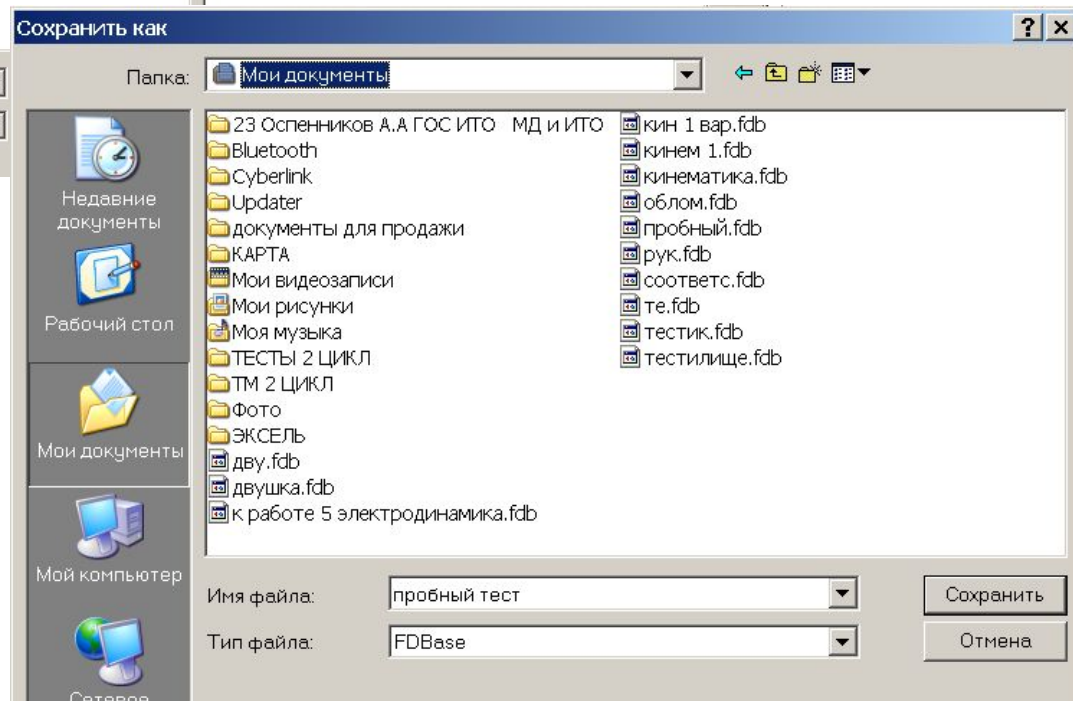 Сохранить как
Папка: Мои документы
Недавние документы
Рабочий стол
Мои документы
Мой компьютер
Сетевое
23 Оспенников А.А ГОС ИТО МД и ИТО
Bluetooth
Cyberlink
Updater
документы для продажи
КАРТА
Мои видеозаписи
Мои рисунки
Моя музыка
ТЕСТЫ 2 ЦИКЛ
ТМ 2 ЦИКЛ
Фото
ЭКСЕЛЬ
дву.fdb
двушка.fdb
к работе 5 электродинамика.fdb
кин 1 вар.fdb
кинем 1.fdb
кинематика.fdb
облом.fdb
пробный.fdb
рук.fdb
соответс.fdb
те.fdb
тестик.fdb
тестилище.fdb
Имя файла: пробный тест Сохранить
Тип файла: FDBase Отмена